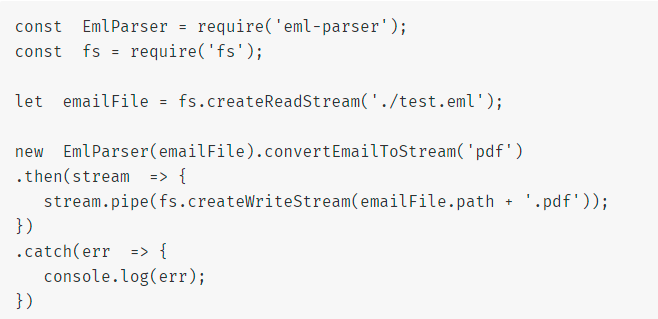 const  EmlParser = require('eml-parser');
const  fs = require('fs');

let  emailFile = fs.createReadStream('./test.eml');

new  EmlParser(emailFile).convertEmailToStream('pdf')
.then(stream  => {
   stream.pipe(fs.createWriteStream(emailFile.path + '.pdf'));
})
.catch(err  => {
   console.log(err);
})